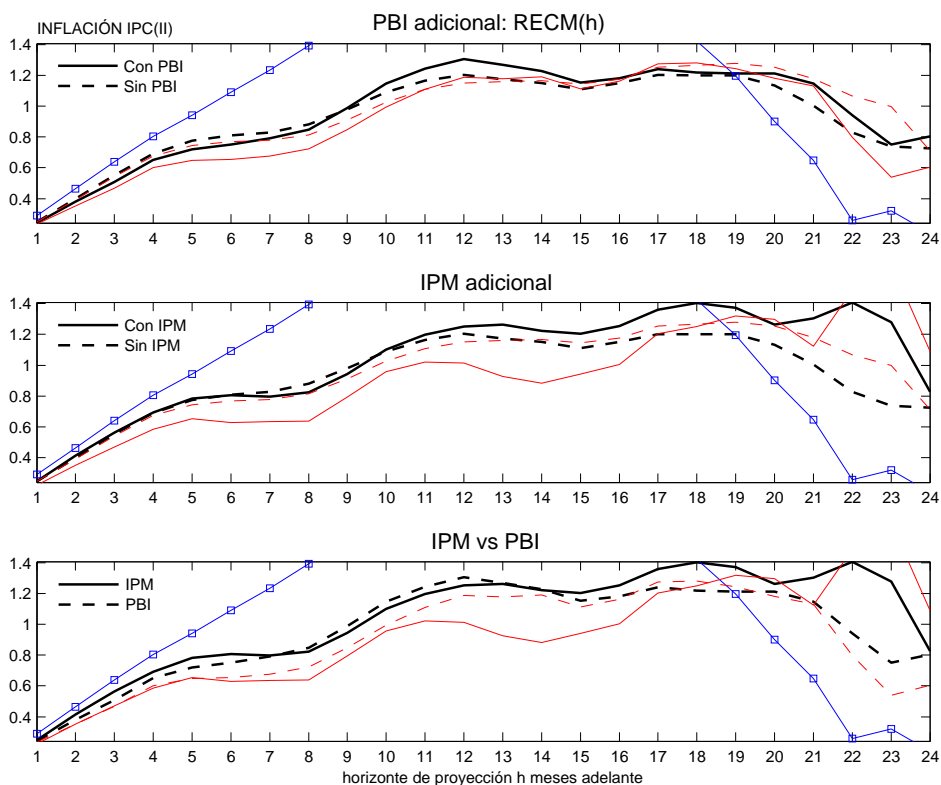 PBI adicional: RECM(h)
INFLACIÓN IPC(II)
Con PBI
Sin PBI
1.4
1.2
1
0.8
0.6
0.4
1 2 3 4 5 6 7 8 9 10 11 12 13 14 15 16 17 18 19 20 21 22 23 24
IPM adicional
Con IPM
Sin IPM
1.4
1.2
1
0.8
0.6
0.4
1 2 3 4 5 6 7 8 9 10 11 12 13 14 15 16 17 18 19 20 21 22 23 24
IPM vs PBI
IPM
PBI
1.4
1.2
1
0.8
0.6
0.4
1 2 3 4 5 6 7 8 9 10 11 12 13 14 15 16 17 18 19 20 21 22 23 24
horizonte de proyección h meses adelante